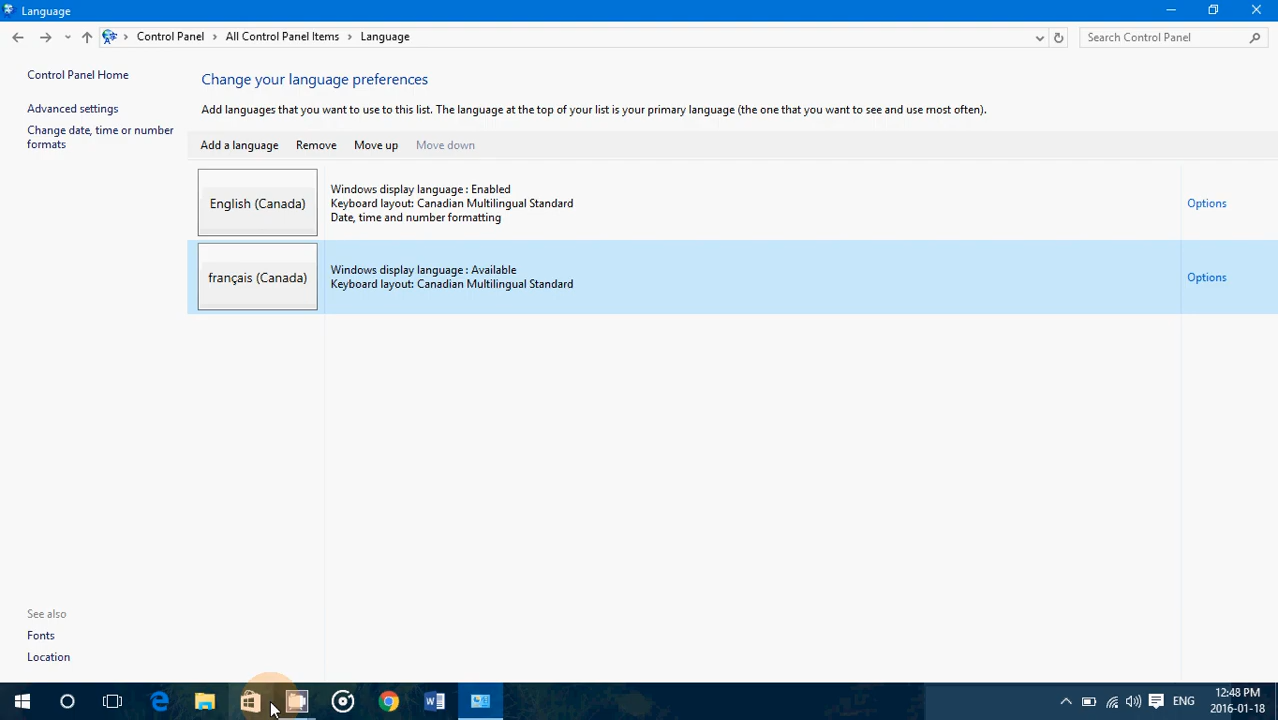 Language
Control Panel > All Control Panel Items > Language
Search Control Panel
Control Panel Home
Advanced settings
Change date, time or number
formats
Change your language preferences
Add languages that you want to use to this list. The language at the top of your list is your primary language (the one that you want to see and use most often).
Add a language Remove Move up Move down
English (Canada)
Windows display language : Enabled
Keyboard layout: Canadian Multilingual Standard
Date, time and number formatting
Options
français (Canada)
Windows display language : Available
Keyboard layout: Canadian Multilingual Standard
Options
See also
Fonts
Location
ENG
12:48 PM
2016-01-18